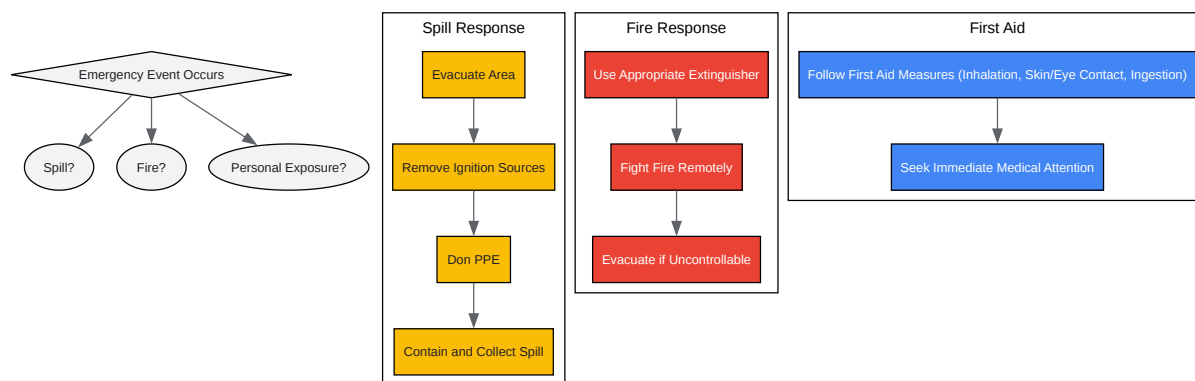 Emergency Event Occurs
Spill?
Fire?
Personal Exposure?
Spill Response
Evacuate Area
Remove Ignition Sources
Don PPE
Contain and Collect Spill
Fire Response
Use Appropriate Extinguisher
Fight Fire Remotely
Evacuate if Uncontrollable
First Aid
Follow First Aid Measures (Inhalation, Skin/Eye Contact, Ingestion)
Seek Immediate Medical Attention